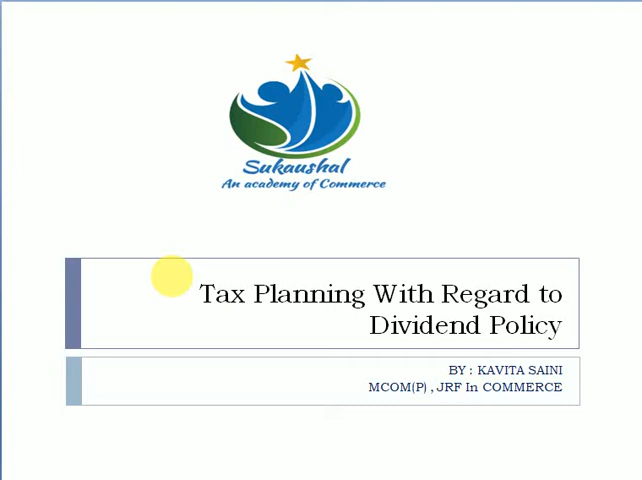 Sukaushal
An academy of Commerce
Tax Planning With Regard to
Dividend Policy
BY : KAVITA SAINI
MCOM(P) , JRF In COMMERCE